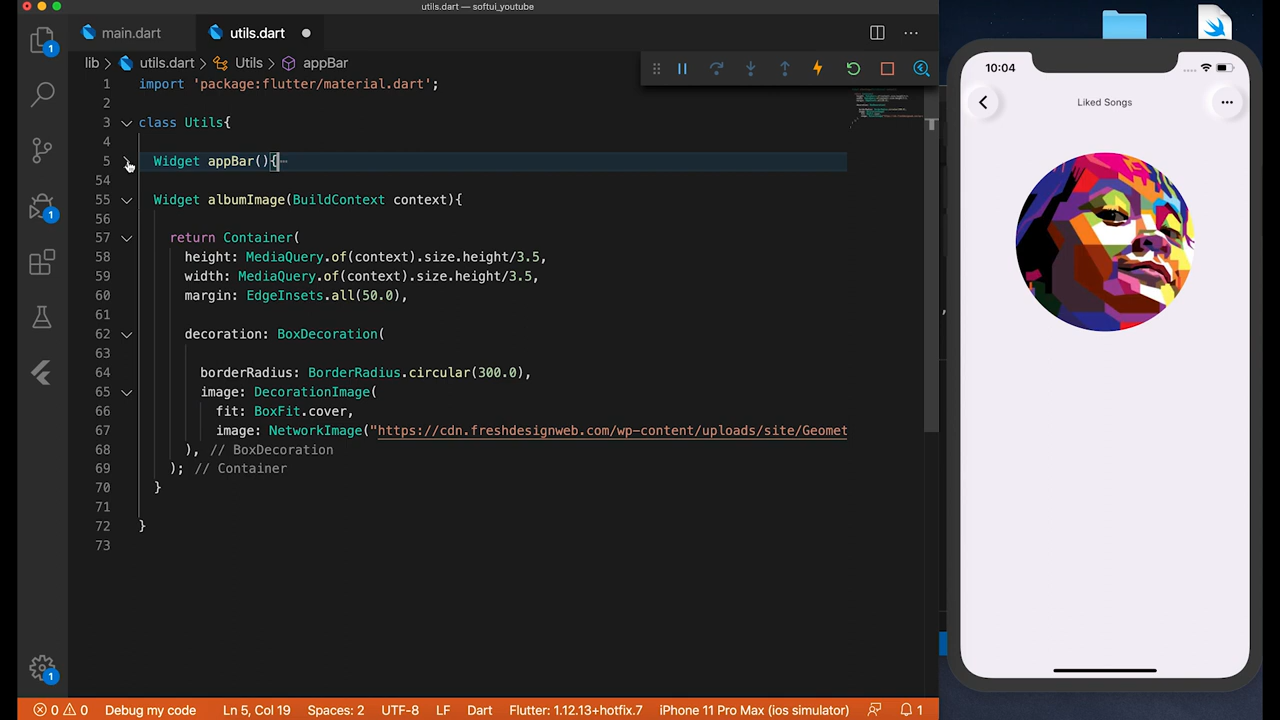 utils.dart — softui_youtube
main.dart
utils.dart
lib > utils.dart > Utils > appBar
1 import 'package:flutter/material.dart';
2
3 class Utils{
4
5 Widget appBar(){
54
55 Widget albumImage(BuildContext context){
56
57 return Container(
58 height: MediaQuery.of(context).size.height/3.5,
59 width: MediaQuery.of(context).size.height/3.5,
60 margin: EdgeInsets.all(50.0),
61
62 decoration: BoxDecoration(
63
64 borderRadius: BorderRadius.circular(300.0),
65 image: DecorationImage(
66 fit: BoxFit.cover,
67 image: NetworkImage("https://cdn.freshdesignweb.com/wp-content/uploads/site/Geomet
68 ), // BoxDecoration
69 ); // Container
70 }
71
72 }
73
1
1
1
0 0 Debug my code Ln 5, Col 19 Spaces: 2 UTF-8 LF Dart Flutter: 1.12.13+hotfix.7 iPhone 11 Pro Max (ios simulator) 1
10:04
Liked Songs